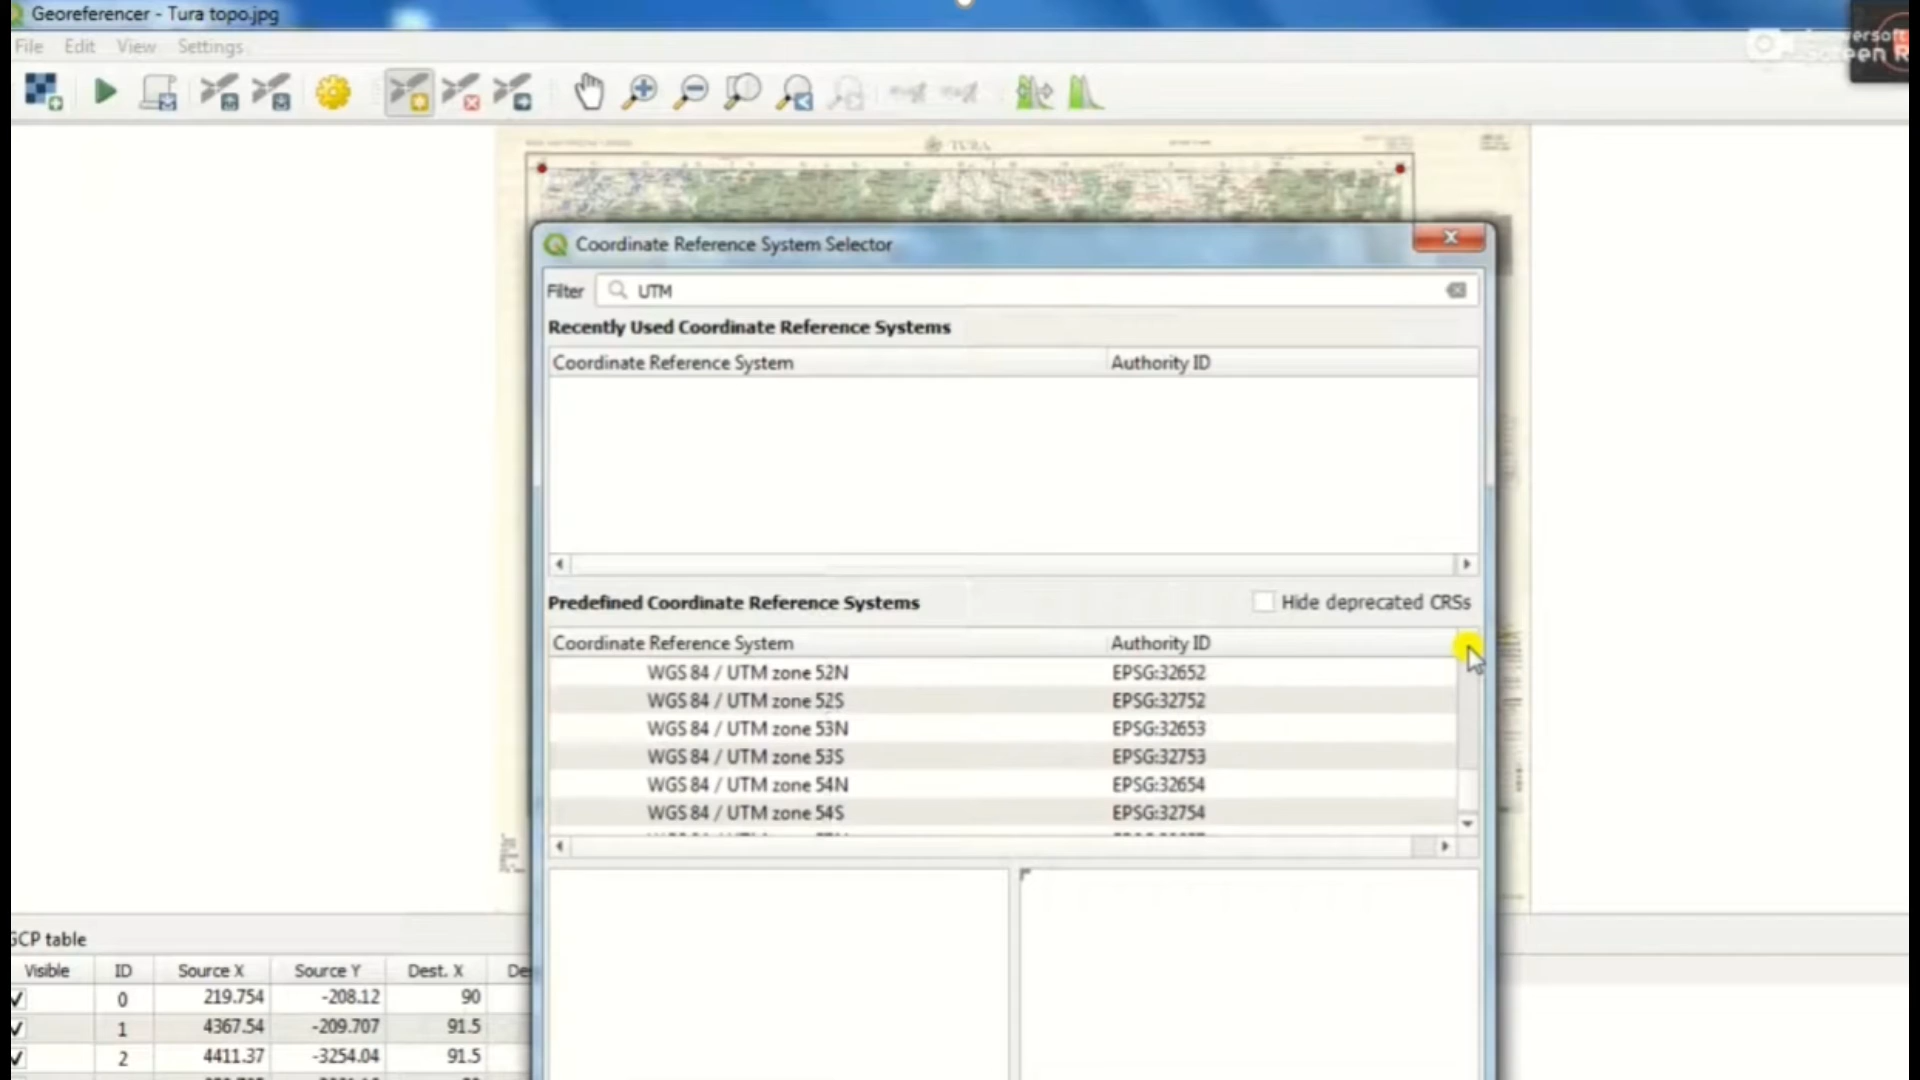 Georeferencer - Tura topo.jpg
File Edit View Settings
TURA
Coordinate Reference System Selector
Filter UTM
Recently Used Coordinate Reference Systems
Coordinate Reference System Authority ID
Predefined Coordinate Reference Systems Hide deprecated CRSs
Coordinate Reference System Authority ID
WGS 84 / UTM zone 52N EPSG:32652
WGS 84 / UTM zone 52S EPSG:32752
WGS 84 / UTM zone 53N EPSG:32653
WGS 84 / UTM zone 53S EPSG:32753
WGS 84 / UTM zone 54N EPSG:32654
WGS 84 / UTM zone 54S EPSG:32754
GCP table
Visible ID Source X Source Y Dest. X
0 219.754 -208.12 90
1 4367.54 -209.707 91.5
2 4411.37 -3254.04 91.5